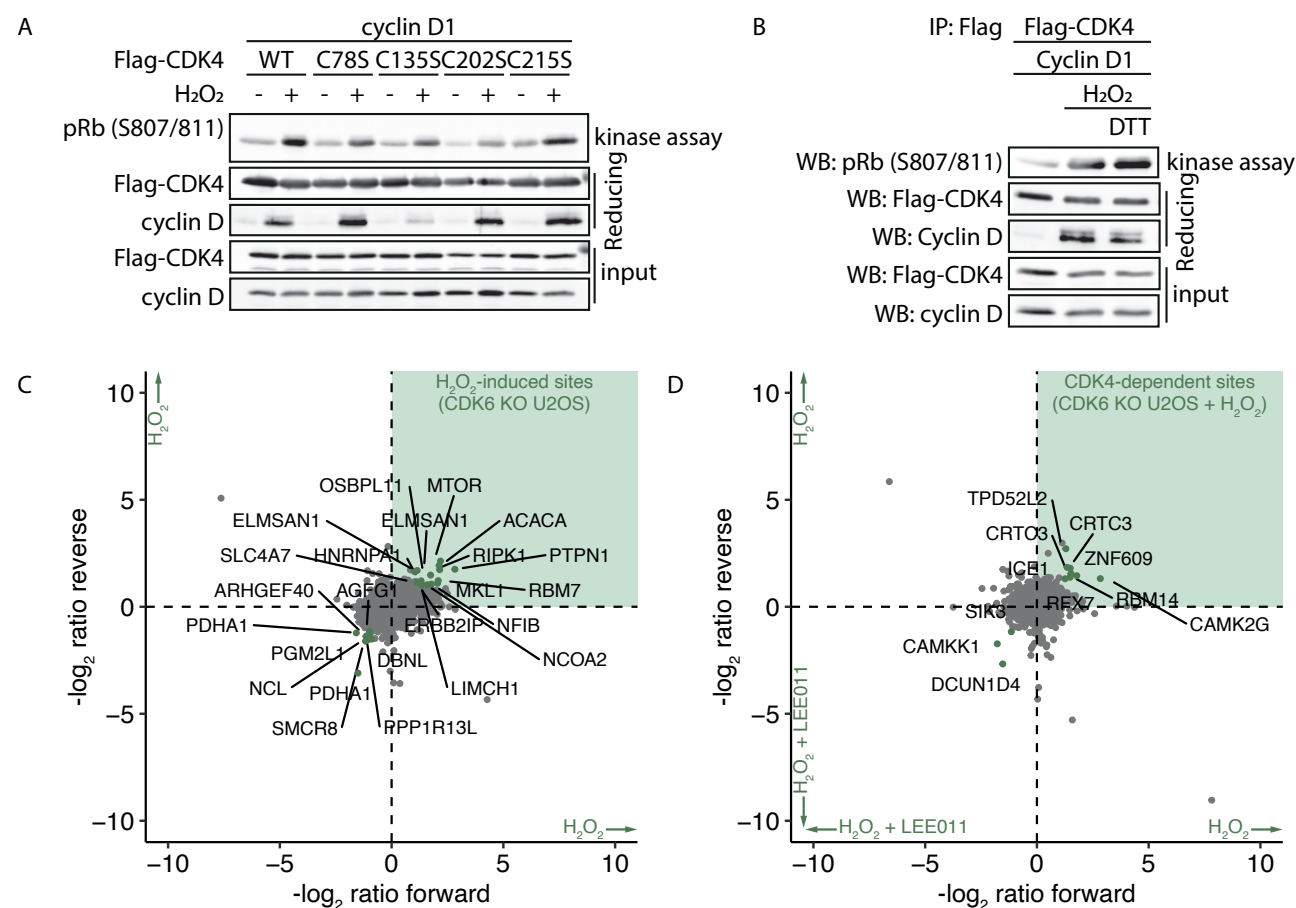 A
cyclin D1
Flag-CDK4 WT C78S C135S C202S C215S
H₂O₂ - + - + - + - + - +
pRb (S807/811)
kinase assay
Flag-CDK4
cyclin D
Reducing
Flag-CDK4
cyclin D
input
B
IP: Flag Flag-CDK4
Cyclin D1
H₂O₂
DTT
WB: pRb (S807/811)
kinase assay
WB: Flag-CDK4
WB: Cyclin D
Reducing
WB: Flag-CDK4
WB: cyclin D
input
C
-log₂ ratio reverse
10
5
0
−5
−10
H₂O₂
H₂O₂-induced sites
(CDK6 KO U2OS)
OSBPL11 MTOR
ELMSAN1 ELMSAN1 ACACA
SLC4A7 HNRNPA1 RIPK1 PTPN1
ARHGEF40 AGFG1 MKL1 RBM7
PDHA1 ERBB2IP NFIB
PGM2L1 DBNL NCOA2
NCL PDHA1 LIMCH1
SMCR8 PPP1R13L
H₂O₂
−10 −5 0 5 10
-log₂ ratio forward
D
-log₂ ratio reverse
10
5
0
−5
−10
H₂O₂
H₂O₂ + LEE011
CDK4-dependent sites
(CDK6 KO U2OS + H₂O₂)
TPD52L2
CRTC3 CRTC3
ICE1 ZNF609
SIK3 REX7 RBM14
CAMK2G
CAMKK1
DCUN1D4
H₂O₂ + LEE011 H₂O₂
−10 −5 0 5 10
-log₂ ratio forward